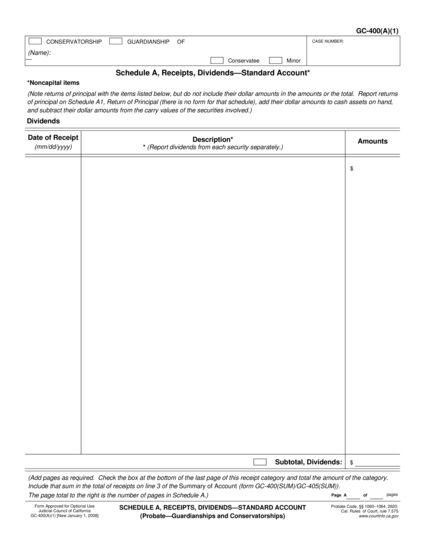 GC-400(A)(1)
CONSERVATORSHIP GUARDIANSHIP OF
CASE NUMBER:
(Name):
Conservatee Minor
Schedule A, Receipts, Dividends—Standard Account*
*Noncapital items
(Note returns of principal with the items listed below, but do not include their dollar amounts in the amounts or the total. Report returns
of principal on Schedule A1, Return of Principal (there is no form for that schedule), add their dollar amounts to cash assets on hand,
and subtract their dollar amounts from the carry values of the securities involved.)
Dividends
Date of Receipt
(mm/dd/yyyy)
Description*
* (Report dividends from each security separately.)
Amounts
$
Subtotal, Dividends: $
(Add pages as required. Check the box at the bottom of the last page of this receipt category and total the amount of the category.
Include that sum in the total of receipts on line 3 of the Summary of Account (form GC-400(SUM)/GC-405(SUM)).
The page total to the right is the number of pages in Schedule A.)
Page A of pages
Form Approved for Optional Use
Judicial Council of California
GC-400(A)(1) [New January 1, 2008]
SCHEDULE A, RECEIPTS, DIVIDENDS—STANDARD ACCOUNT
(Probate—Guardianships and Conservatorships)
Probate Code, §§ 1060–1064, 2620;
Cal. Rules of Court, rule 7.575
www.courtinfo.ca.gov